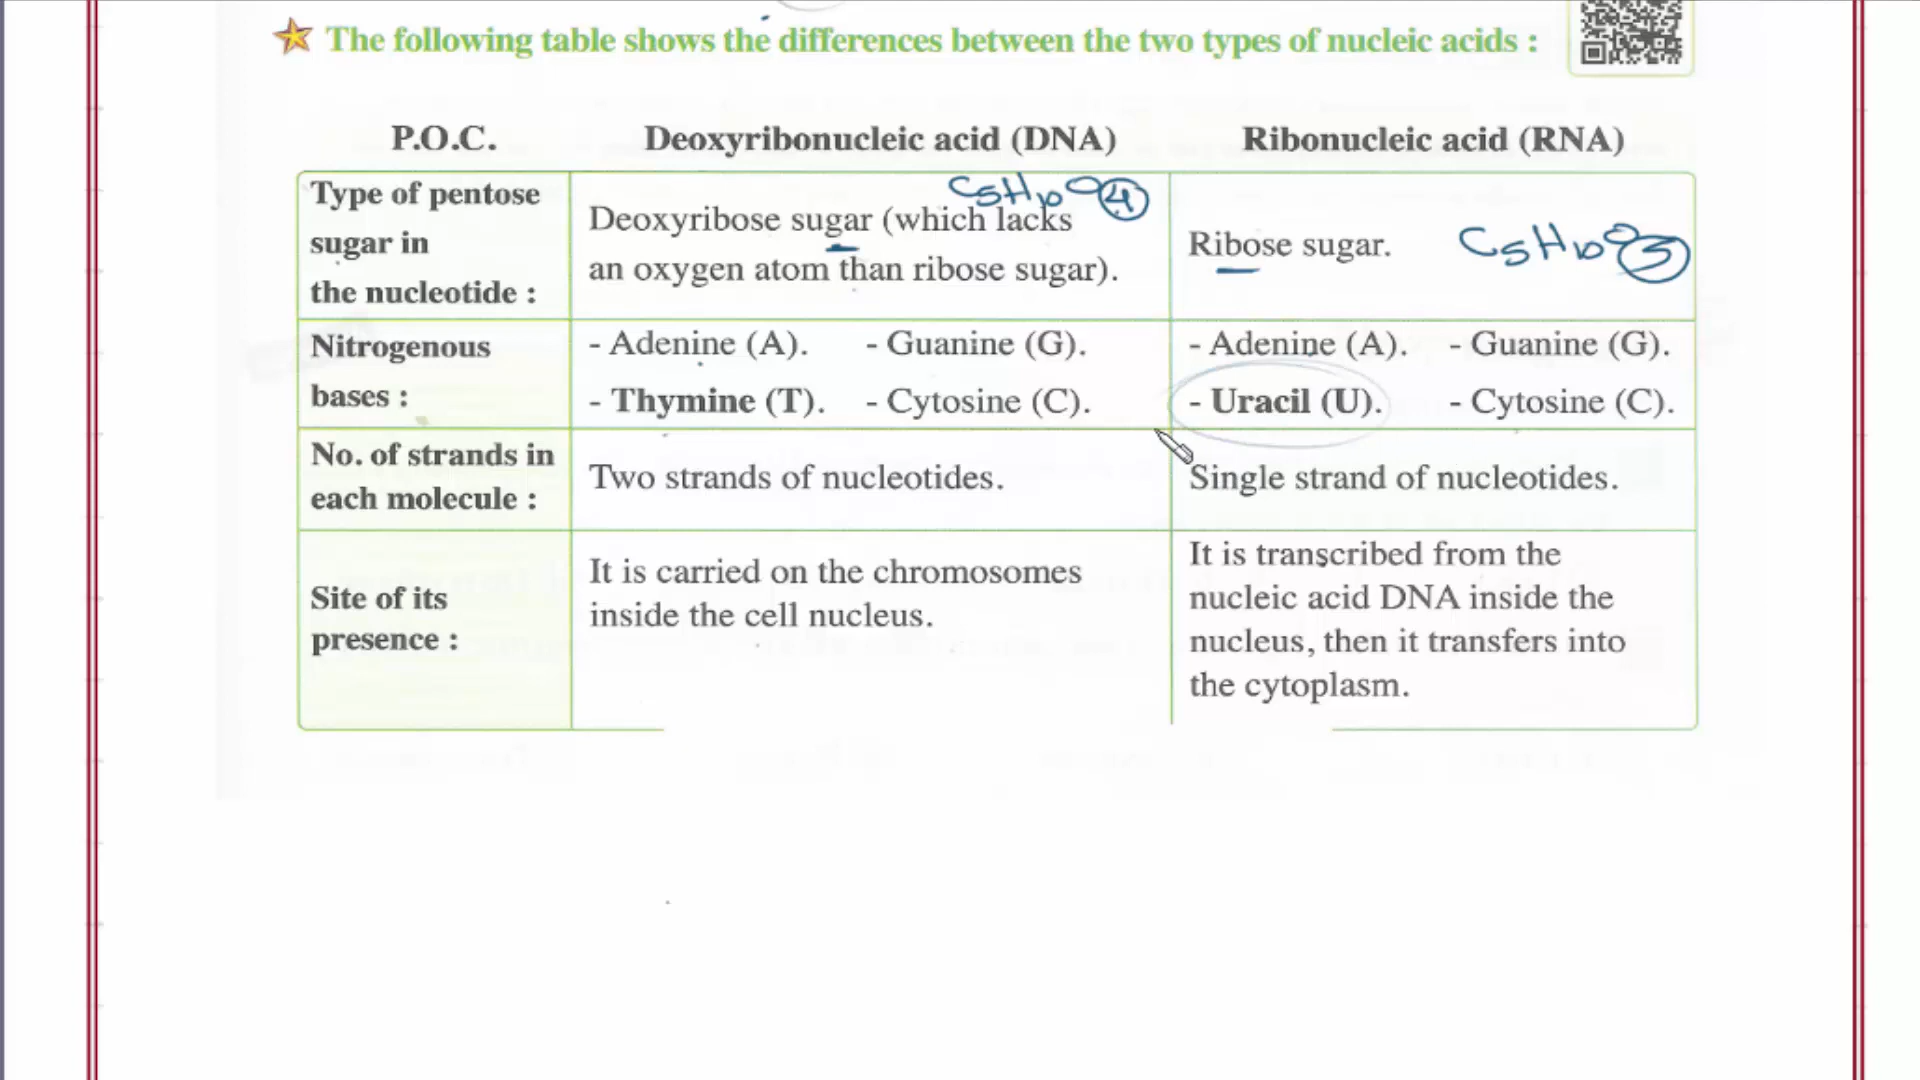 The following table shows the differences between the two types of nucleic acids :
P.O.C. Deoxyribonucleic acid (DNA) Ribonucleic acid (RNA)
Type of pentose
sugar in
the nucleotide :
C5H10O4
Deoxyribose sugar (which lacks
an oxygen atom than ribose sugar).
Ribose sugar. C5H10O5
Nitrogenous
bases :
- Adenine (A). - Guanine (G).
- Thymine (T). - Cytosine (C).
- Adenine (A). - Guanine (G).
- Uracil (U). - Cytosine (C).
No. of strands in
each molecule :
Two strands of nucleotides.
Single strand of nucleotides.
Site of its
presence :
It is carried on the chromosomes
inside the cell nucleus.
It is transcribed from the
nucleic acid DNA inside the
nucleus, then it transfers into
the cytoplasm.